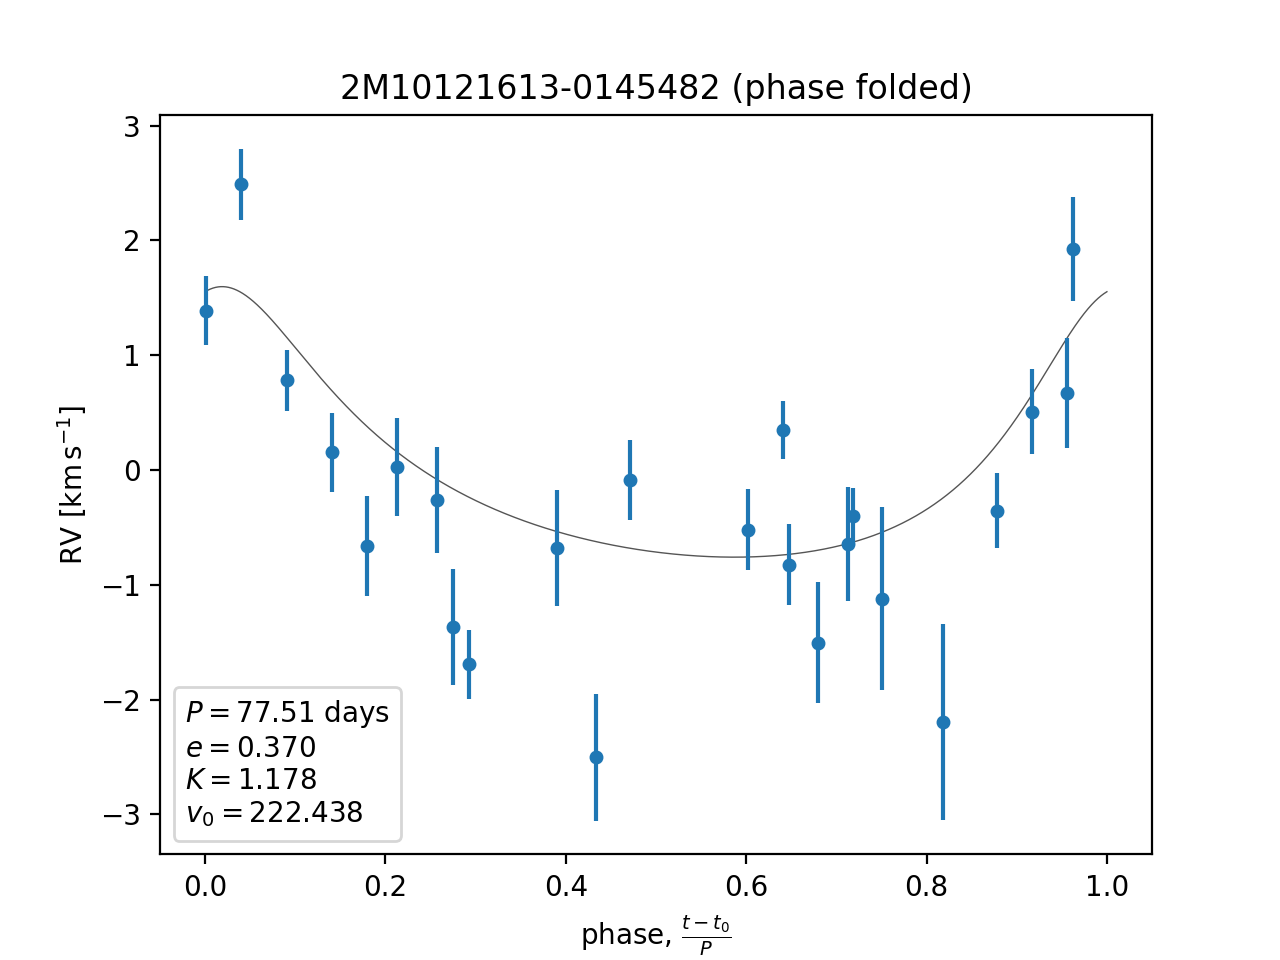 2M10121613-0145482 (phase folded)
3
2
1
0
−1
−2
−3
RV [km s⁻¹]
P = 77.51 days
e = 0.370
K = 1.178
v₀ = 222.438
0.0 0.2 0.4 0.6 0.8 1.0
phase, (t − t₀)/P